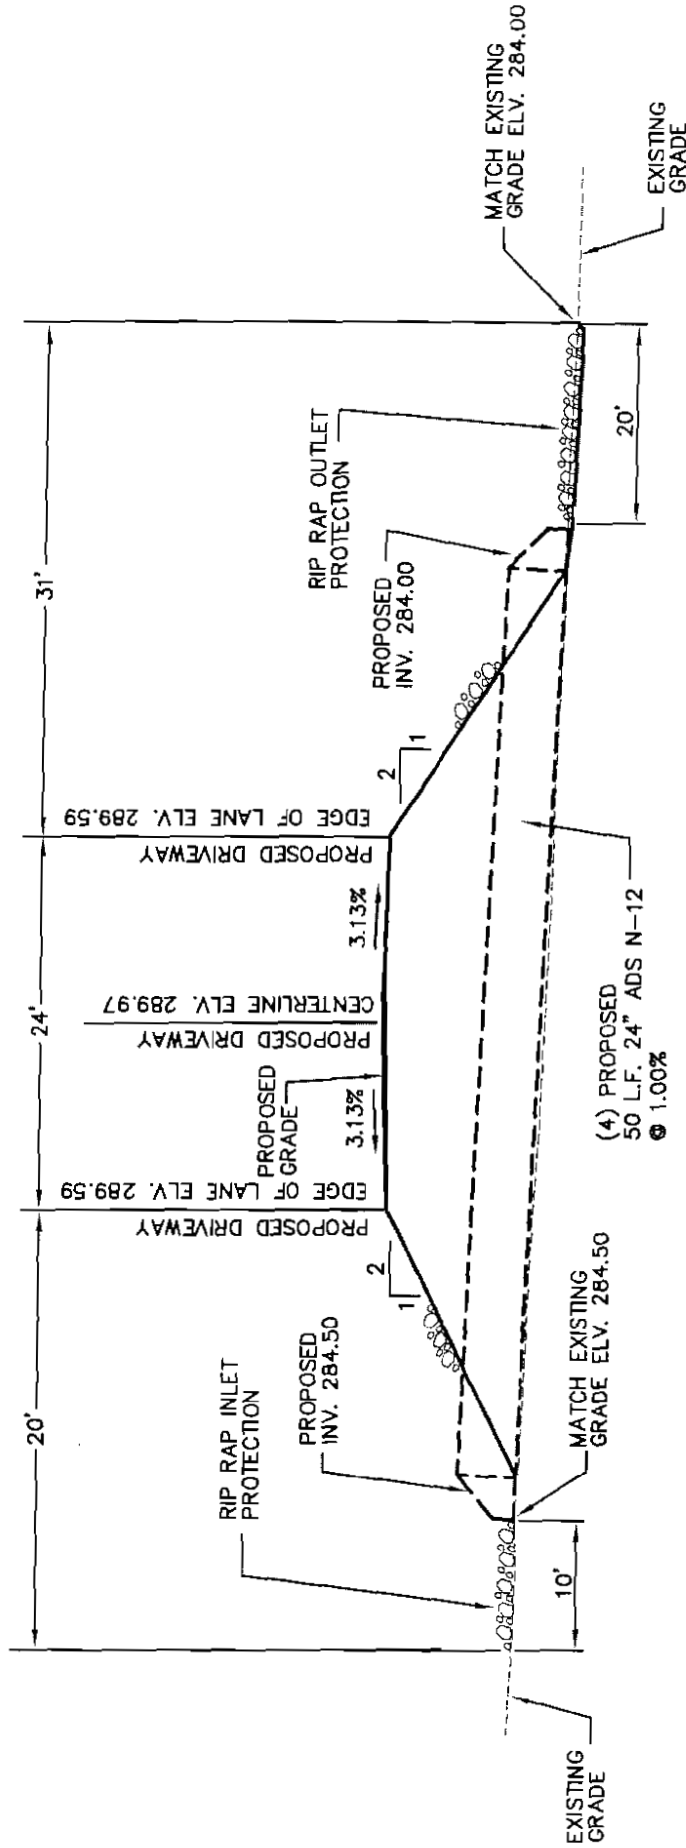 20'
24'
31'
PROPOSED DRIVEWAY
EDGE OF LANE ELV. 289.59
PROPOSED DRIVEWAY
CENTERLINE ELV. 289.97
PROPOSED DRIVEWAY
EDGE OF LANE ELV. 289.59
RIP RAP INLET
PROTECTION
PROPOSED
INV. 284.50
2
1
PROPOSED
GRADE
3.13%
3.13%
2
1
PROPOSED
INV. 284.00
RIP RAP OUTLET
PROTECTION
MATCH EXISTING
GRADE ELV. 284.00
EXISTING
GRADE
10'
MATCH EXISTING
GRADE ELV. 284.50
(4) PROPOSED
50 L.F. 24" ADS N-12
@ 1.00%
20'
EXISTING
GRADE